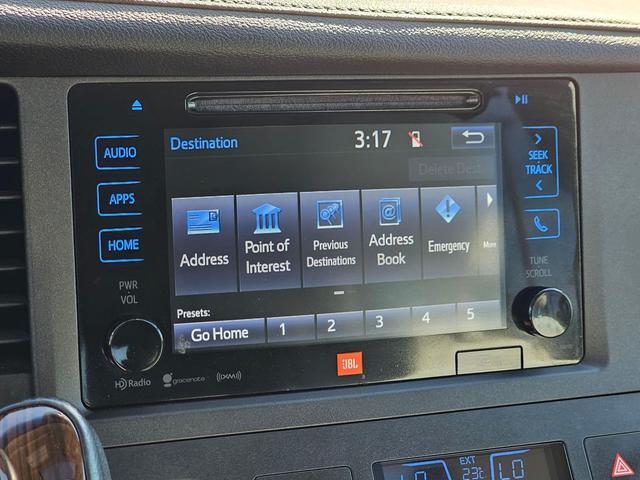 Destination
3:17
Delete Dest.
AUDIO
APPS
HOME
PWR
VOL
SEEK
TRACK
TUNE
SCROLL
Address
Point of
Interest
Previous
Destinations
Address
Book
Emergency
More
Presets:
Go Home
1
2
3
4
5
HD Radio
gracenote
((XM))
JBL
LO
EXT
23°C
LO